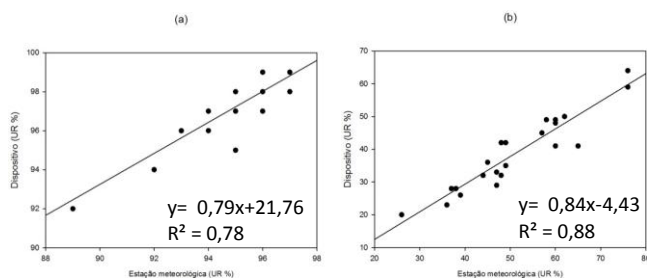 (a)
100
98
96
94
92
90
Dispositivo (UR %)
y= 0,79x+21,76
R² = 0,78
88 90 92 94 96 98
Estação meteorológica (UR %)
(b)
70
60
50
40
30
20
10
Dispositivo (UR %)
y= 0,84x-4,43
R² = 0,88
20 30 40 50 60 70 80
Estação meteorológica (UR %)